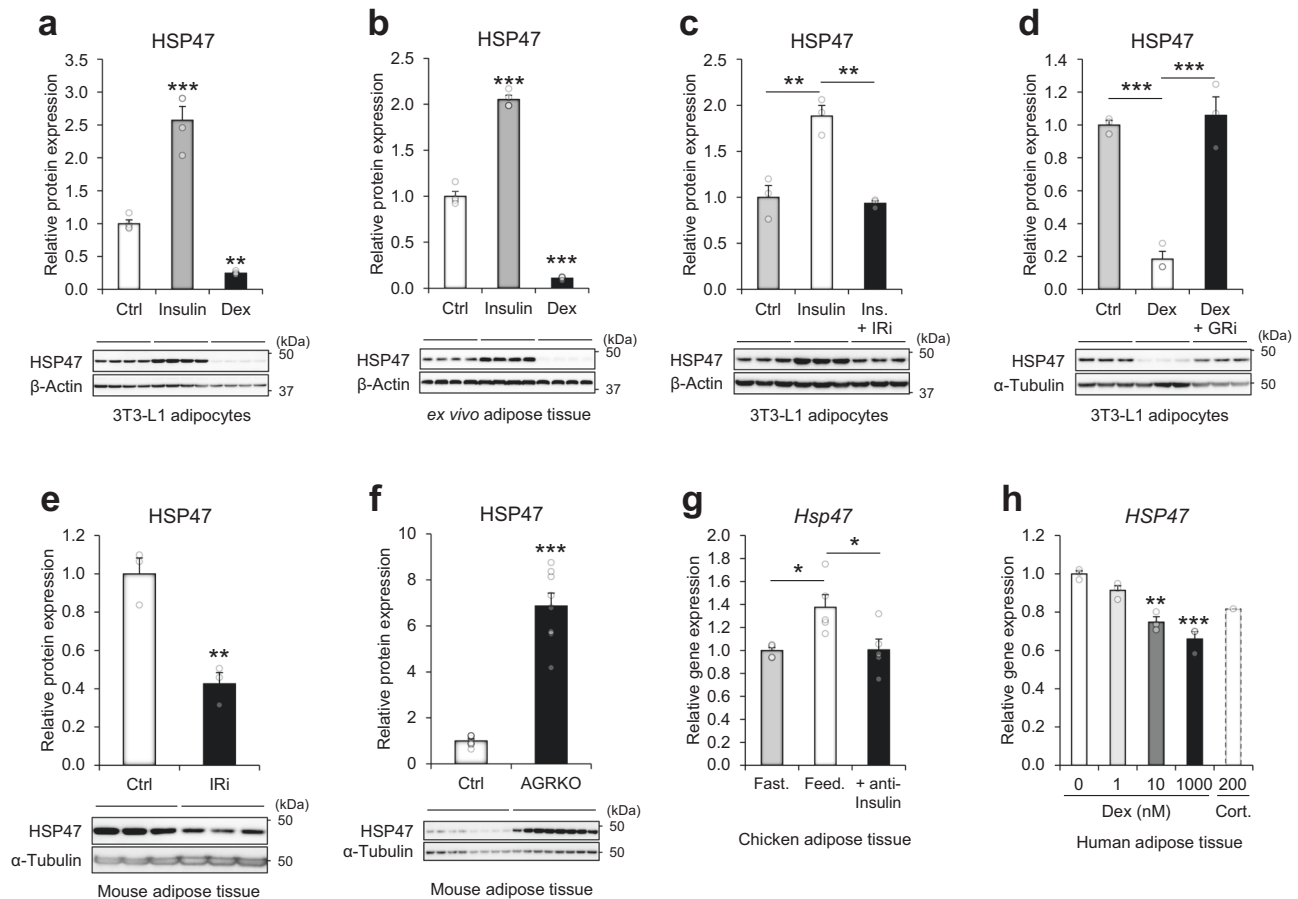 a
HSP47
Relative protein expression
3.5
3.0
2.5
2.0
1.5
1.0
0.5
0.0
***
**
Ctrl Insulin Dex
(kDa)
HSP47
50
β-Actin
37
3T3-L1 adipocytes
b
HSP47
Relative protein expression
2.5
2.0
1.5
1.0
0.5
0.0
***
***
Ctrl Insulin Dex
(kDa)
HSP47
50
β-Actin
37
ex vivo adipose tissue
c
HSP47
Relative protein expression
2.5
2.0
1.5
1.0
0.5
0.0
** **
Ctrl Insulin Ins.
+ IRi
(kDa)
HSP47
50
β-Actin
37
3T3-L1 adipocytes
d
HSP47
Relative protein expression
1.4
1.2
1.0
0.8
0.6
0.4
0.2
0.0
*** ***
Ctrl Dex Dex
+ GRi
(kDa)
HSP47
50
α-Tubulin
50
3T3-L1 adipocytes
e
HSP47
Relative protein expression
1.2
1.0
0.8
0.6
0.4
0.2
0.0
**
Ctrl IRi
(kDa)
HSP47
50
α-Tubulin
50
Mouse adipose tissue
f
HSP47
Relative protein expression
10
8
6
4
2
0
***
Ctrl AGRKO
(kDa)
HSP47
50
α-Tubulin
50
Mouse adipose tissue
g
Hsp47
Relative gene expression
2.0
1.8
1.6
1.4
1.2
1.0
0.8
0.6
0.4
0.2
0.0
* *
Fast. Feed. + anti-
Insulin
Chicken adipose tissue
h
HSP47
Relative gene expression
1.2
1.0
0.8
0.6
0.4
0.2
0.0
**
***
0 1 10 1000 200
Dex (nM) Cort.
Human adipose tissue